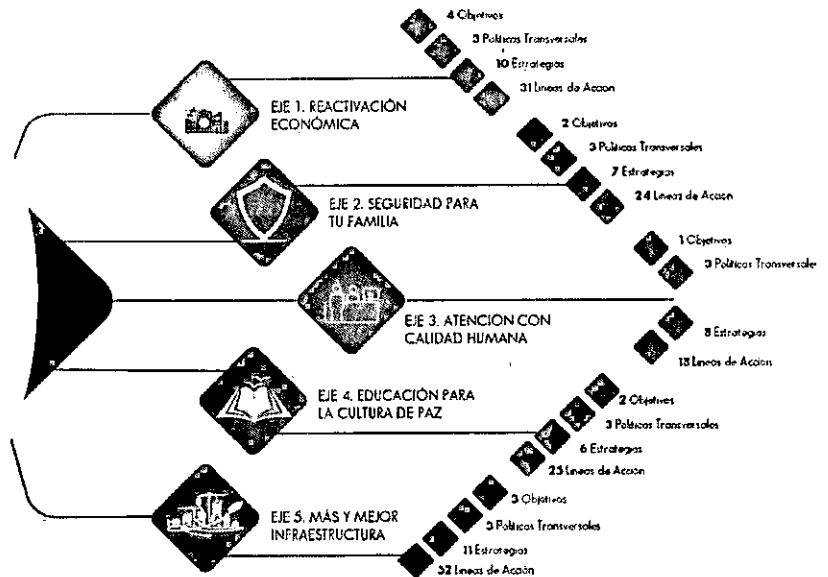 4 Objetivos
3 Políticas Transversales
10 Estrategias
31 Líneas de Acción
EJE 1. REACTIVACIÓN
ECONÓMICA
2 Objetivos
3 Políticas Transversales
7 Estrategias
24 Líneas de Acción
EJE 2. SEGURIDAD PARA
TU FAMILIA
1 Objetivos
3 Políticas Transversales
EJE 3. ATENCIÓN CON
CALIDAD HUMANA
8 Estrategias
18 Líneas de Acción
EJE 4. EDUCACIÓN PARA
LA CULTURA DE PAZ
2 Objetivos
3 Políticas Transversales
6 Estrategias
25 Líneas de Acción
EJE 5. MÁS Y MEJOR
INFRAESTRUCTURA
3 Objetivos
3 Políticas Transversales
11 Estrategias
32 Líneas de Acción